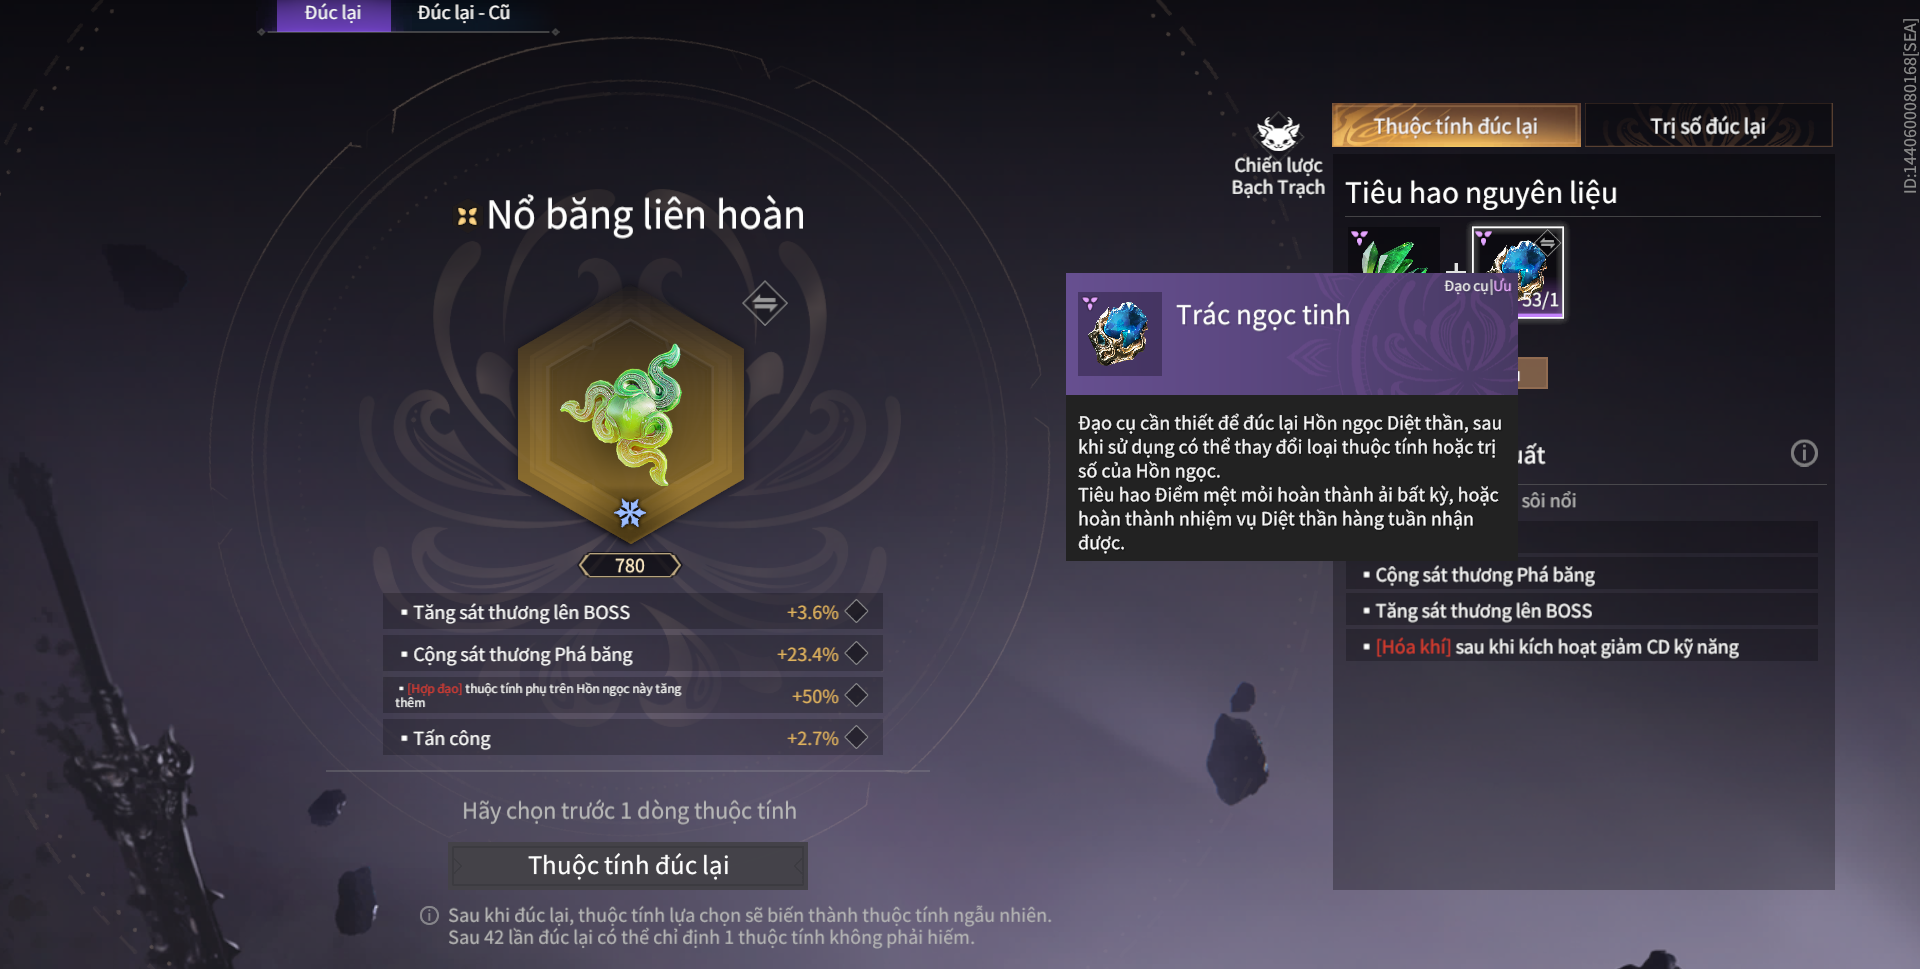 Đúc lại
Đúc lại - Cũ
ID:1440600080168[SEA]
Chiến lược
Bạch Trạch
Thuộc tính đúc lại
Trị số đúc lại
Tiêu hao nguyên liệu
53/1
Nổ băng liên hoàn
780
Tăng sát thương lên BOSS +3.6%
Cộng sát thương Phá băng +23.4%
[Hợp đạo] thuộc tính phụ trên Hồn ngọc này tăng
thêm +50%
Tấn công +2.7%
Hãy chọn trước 1 dòng thuộc tính
Thuộc tính đúc lại
Sau khi đúc lại, thuộc tính lựa chọn sẽ biến thành thuộc tính ngẫu nhiên.
Sau 42 lần đúc lại có thể chỉ định 1 thuộc tính không phải hiếm.
Đạo cụ|Ưu
Trác ngọc tinh
Đạo cụ cần thiết để đúc lại Hồn ngọc Diệt thần, sau
khi sử dụng có thể thay đổi loại thuộc tính hoặc trị
số của Hồn ngọc.
Tiêu hao Điểm mệt mỏi hoàn thành ải bất kỳ, hoặc
hoàn thành nhiệm vụ Diệt thần hàng tuần nhận
được.
sôi nổi
Cộng sát thương Phá băng
Tăng sát thương lên BOSS
[Hóa khí] sau khi kích hoạt giảm CD kỹ năng